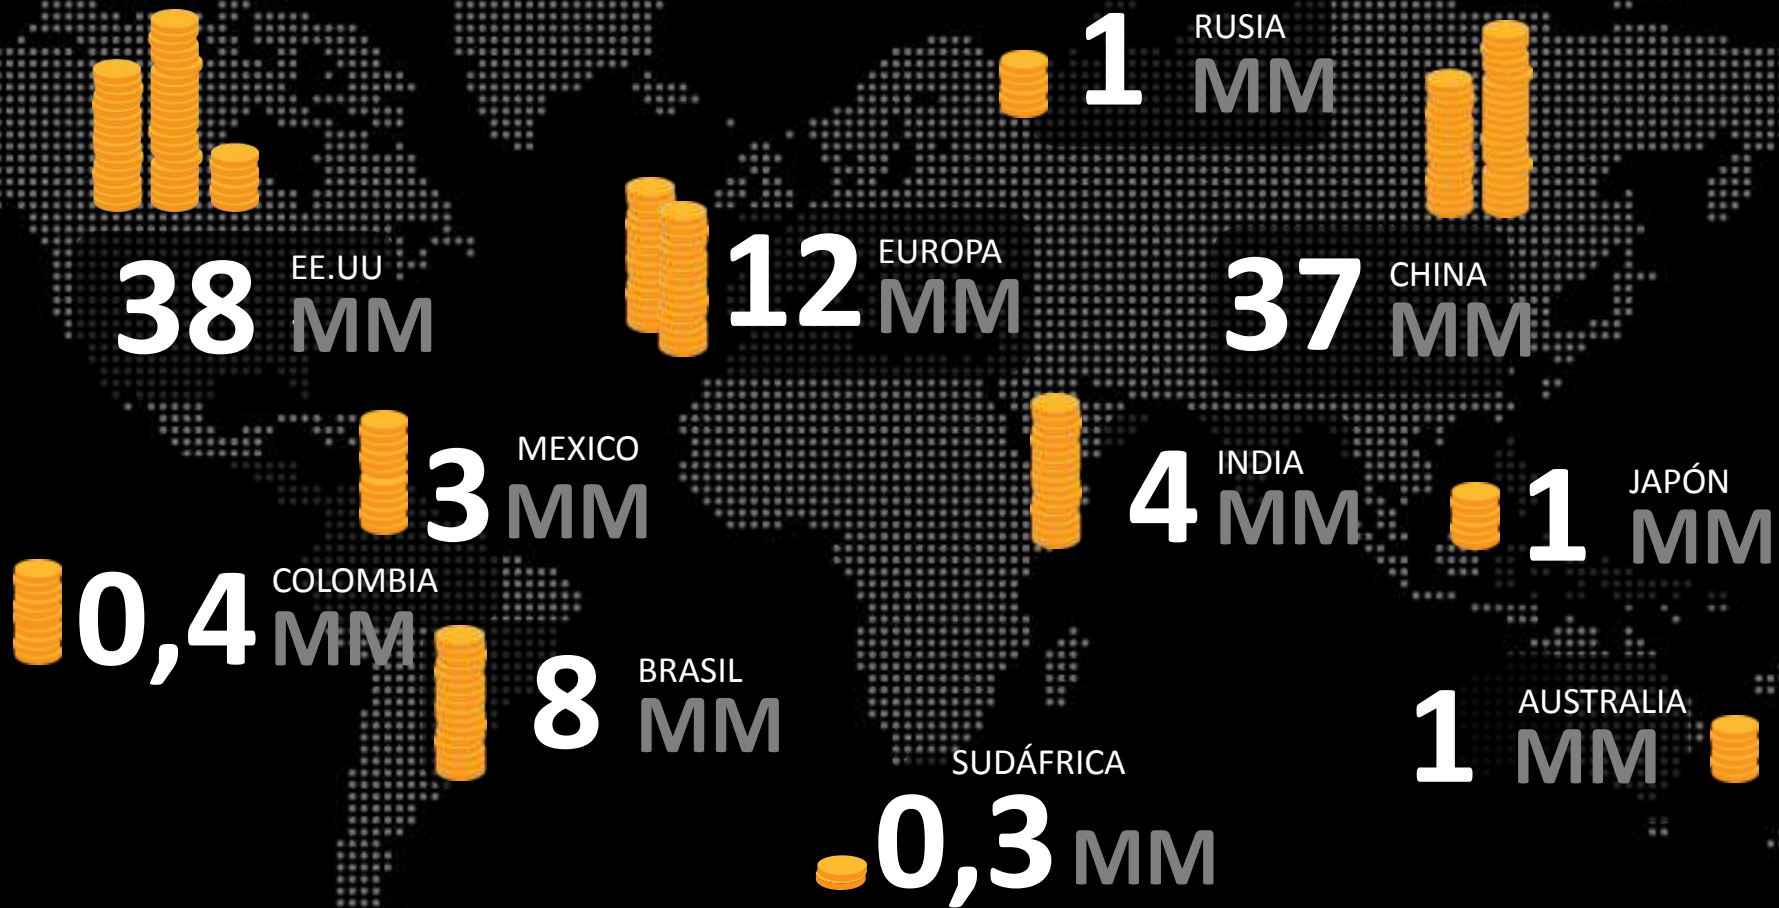 1 RUSIA
MM
38 EE.UU
MM
12 EUROPA
MM
37 CHINA
MM
3 MEXICO
MM
4 INDIA
MM
1 JAPÓN
MM
0,4 COLOMBIA
MM
8 BRASIL
MM
1 AUSTRALIA
MM
SUDÁFRICA
0,3 MM